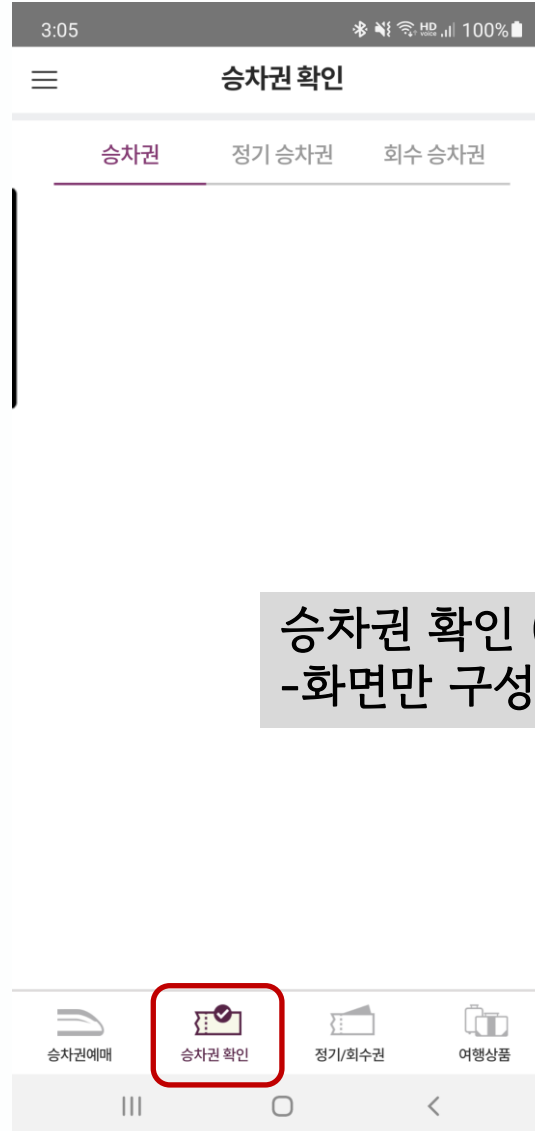 3:05 HD voice 100%
승차권 확인
승차권 정기 승차권 회수 승차권
승차권 확인 (
-화면만 구성
승차권예매 승차권 확인 정기/회수권 여행상품